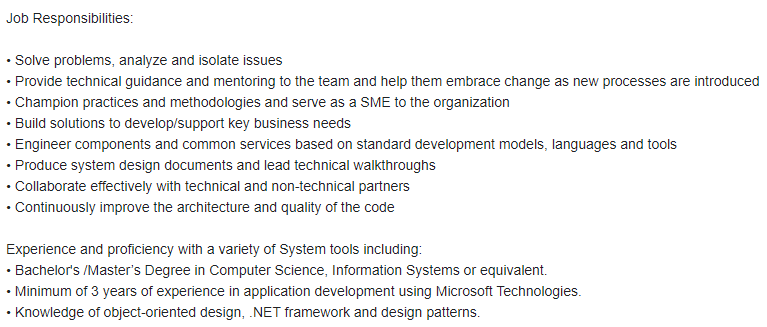 Job Responsibilities:
• Solve problems, analyze and isolate issues
• Provide technical guidance and mentoring to the team and help them embrace change as new processes are introduced
• Champion practices and methodologies and serve as a SME to the organization
• Build solutions to develop/support key business needs
• Engineer components and common services based on standard development models, languages and tools
• Produce system design documents and lead technical walkthroughs
• Collaborate effectively with technical and non-technical partners
• Continuously improve the architecture and quality of the code
Experience and proficiency with a variety of System tools including:
• Bachelor's /Master’s Degree in Computer Science, Information Systems or equivalent.
• Minimum of 3 years of experience in application development using Microsoft Technologies.
• Knowledge of object-oriented design, .NET framework and design patterns.